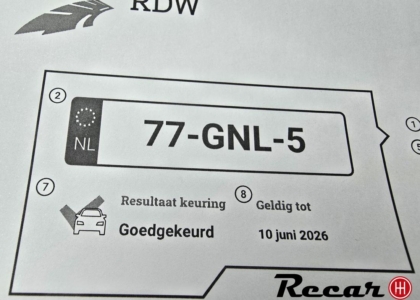 RDW
2
NL
77-GNL-5
7
Resultaat keuring
Goedgekeurd
8
Geldig tot
10 juni 2026
1
5
Recar